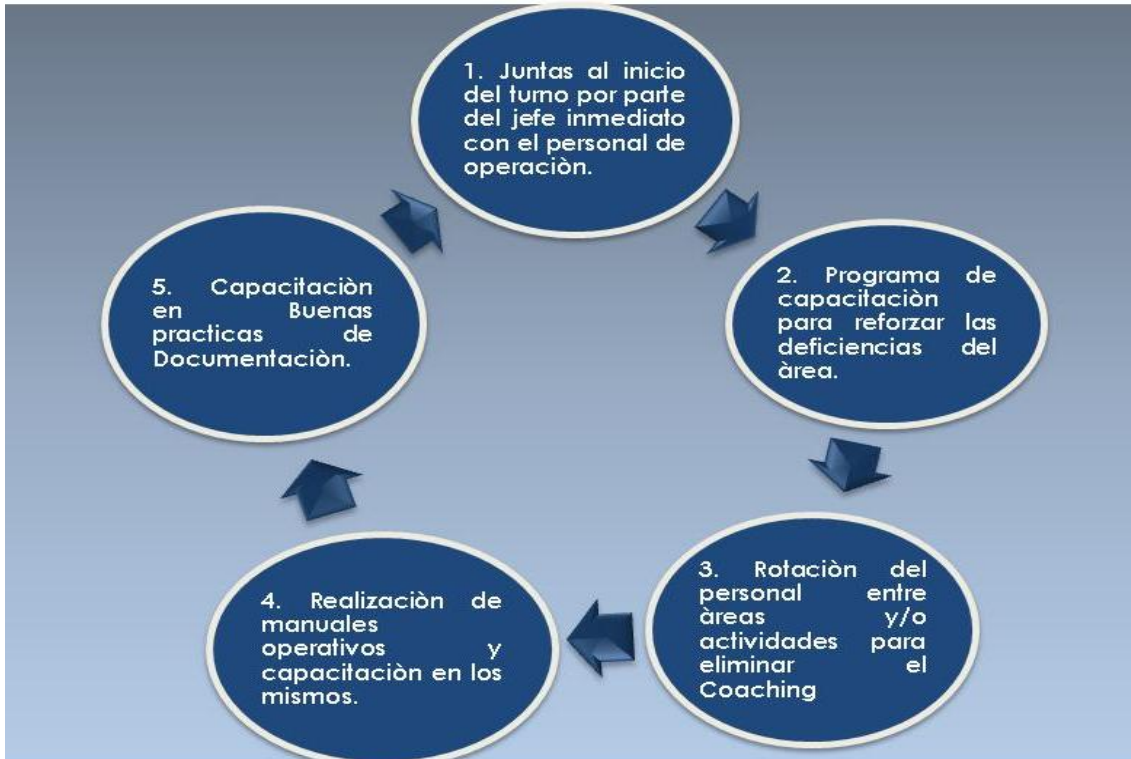 1. Juntas al inicio
del turno por parte
del jefe inmediato
con el personal de
operaciòn.
2. Programa de
capacitaciòn
para reforzar las
deficiencias del
àrea.
3. Rotaciòn del
personal entre
àreas y/o
actividades para
eliminar el
Coaching
4. Realizaciòn de
manuales
operativos y
capacitaciòn en los
mismos.
5. Capacitaciòn
en Buenas
practicas de
Documentaciòn.